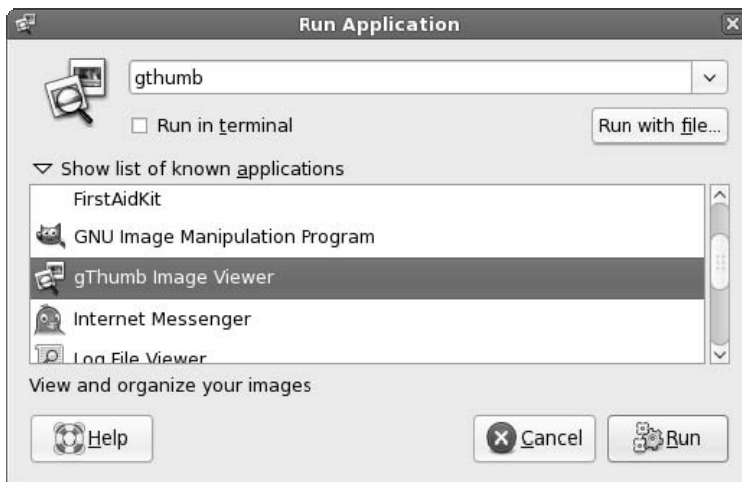 Run Application
gthumb
Run in terminal
Run with file...
Show list of known applications
FirstAidKit
GNU Image Manipulation Program
gThumb Image Viewer
Internet Messenger
Log File Viewer
View and organize your images
Help
Cancel
Run